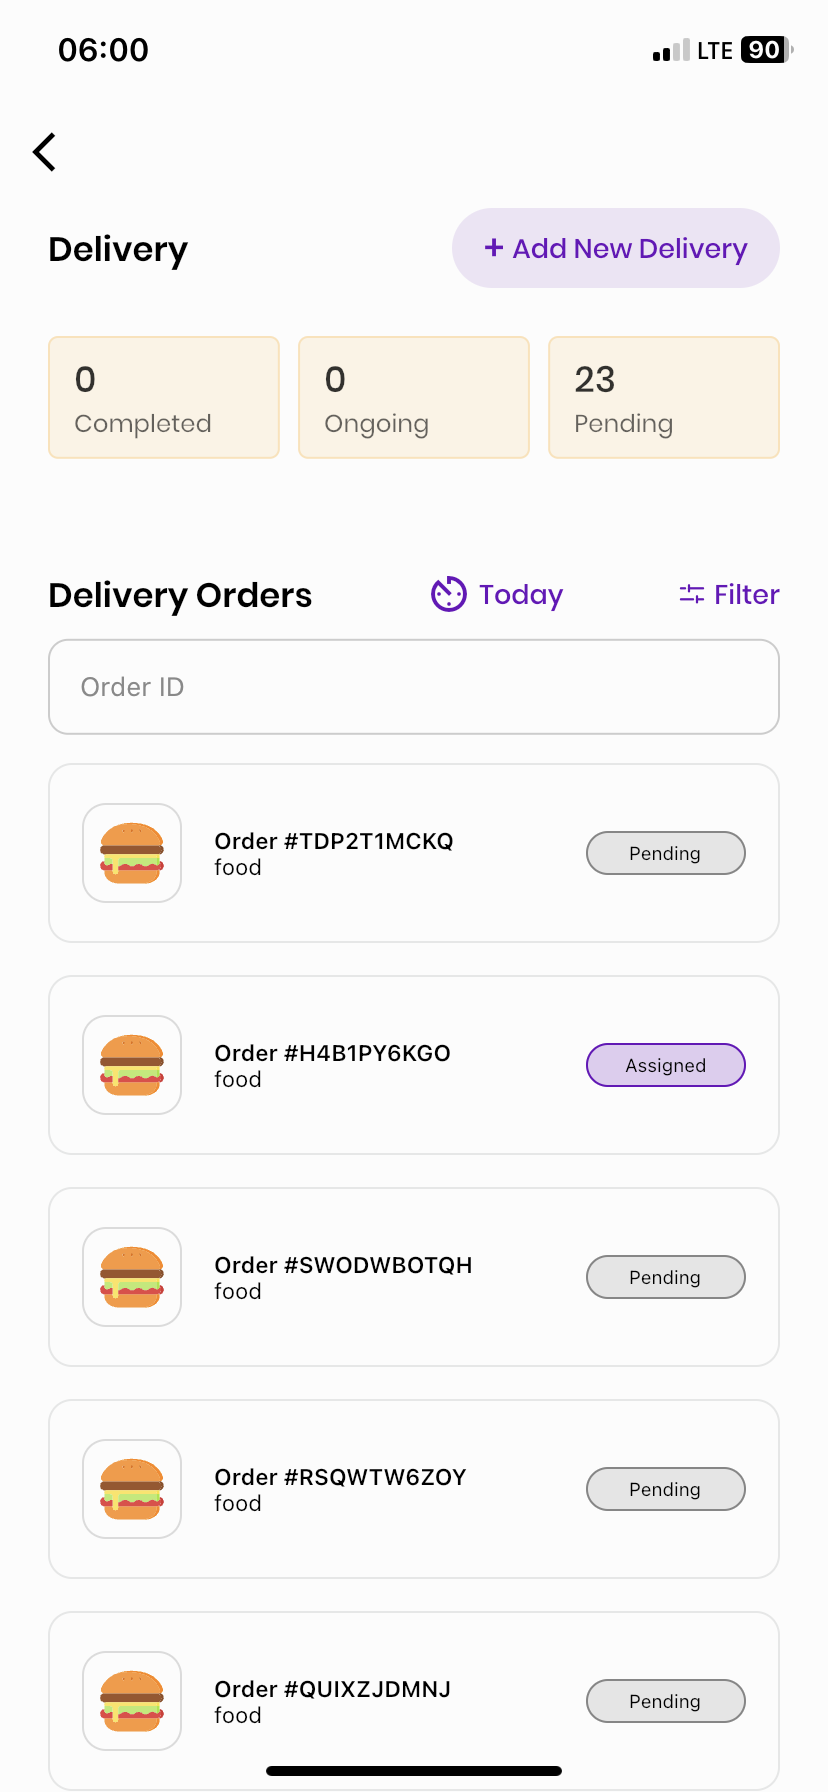 06:00
LTE 90
Delivery
+ Add New Delivery
0
Completed
0
Ongoing
23
Pending
Delivery Orders
Today
Filter
Order ID
Order #TDP2T1MCKQ
food
Pending
Order #H4B1PY6KGO
food
Assigned
Order #SWODWBOTQH
food
Pending
Order #RSQWTW6ZOY
food
Pending
Order #QUIXZJDMNJ
food
Pending